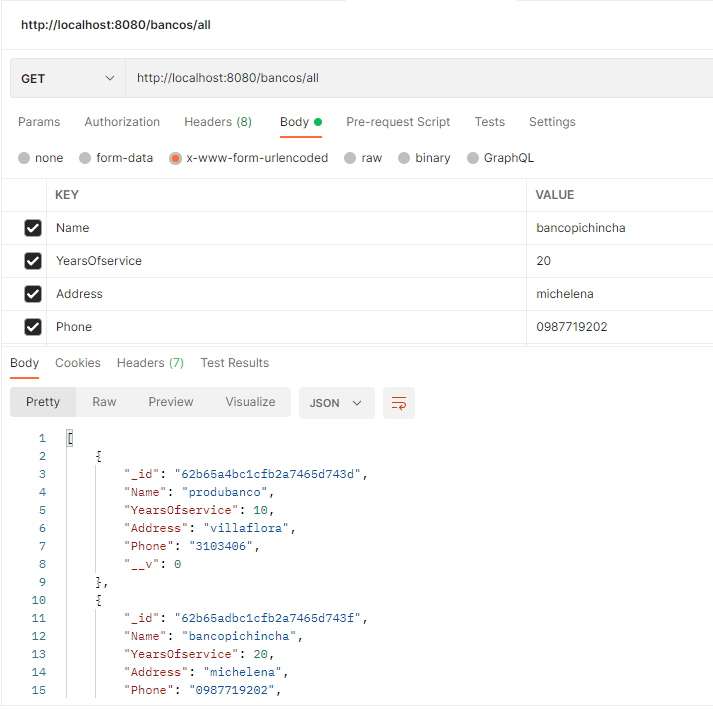 http://localhost:8080/bancos/all
GET http://localhost:8080/bancos/all
Params Authorization Headers (8) Body Pre-request Script Tests Settings
none form-data x-www-form-urlencoded raw binary GraphQL
KEY VALUE
Name bancopichincha
YearsOfservice 20
Address michelena
Phone 0987719202
Body Cookies Headers (7) Test Results
Pretty Raw Preview Visualize JSON
1 [
2 {
3 "_id": "62b65a4bc1cfb2a7465d743d",
4 "Name": "produbanco",
5 "YearsOfservice": 10,
6 "Address": "villaflora",
7 "Phone": "3103406",
8 "__v": 0
9 },
10 {
11 "_id": "62b65adbc1cfb2a7465d743f",
12 "Name": "bancopichincha",
13 "YearsOfservice": 20,
14 "Address": "michelena",
15 "Phone": "0987719202",